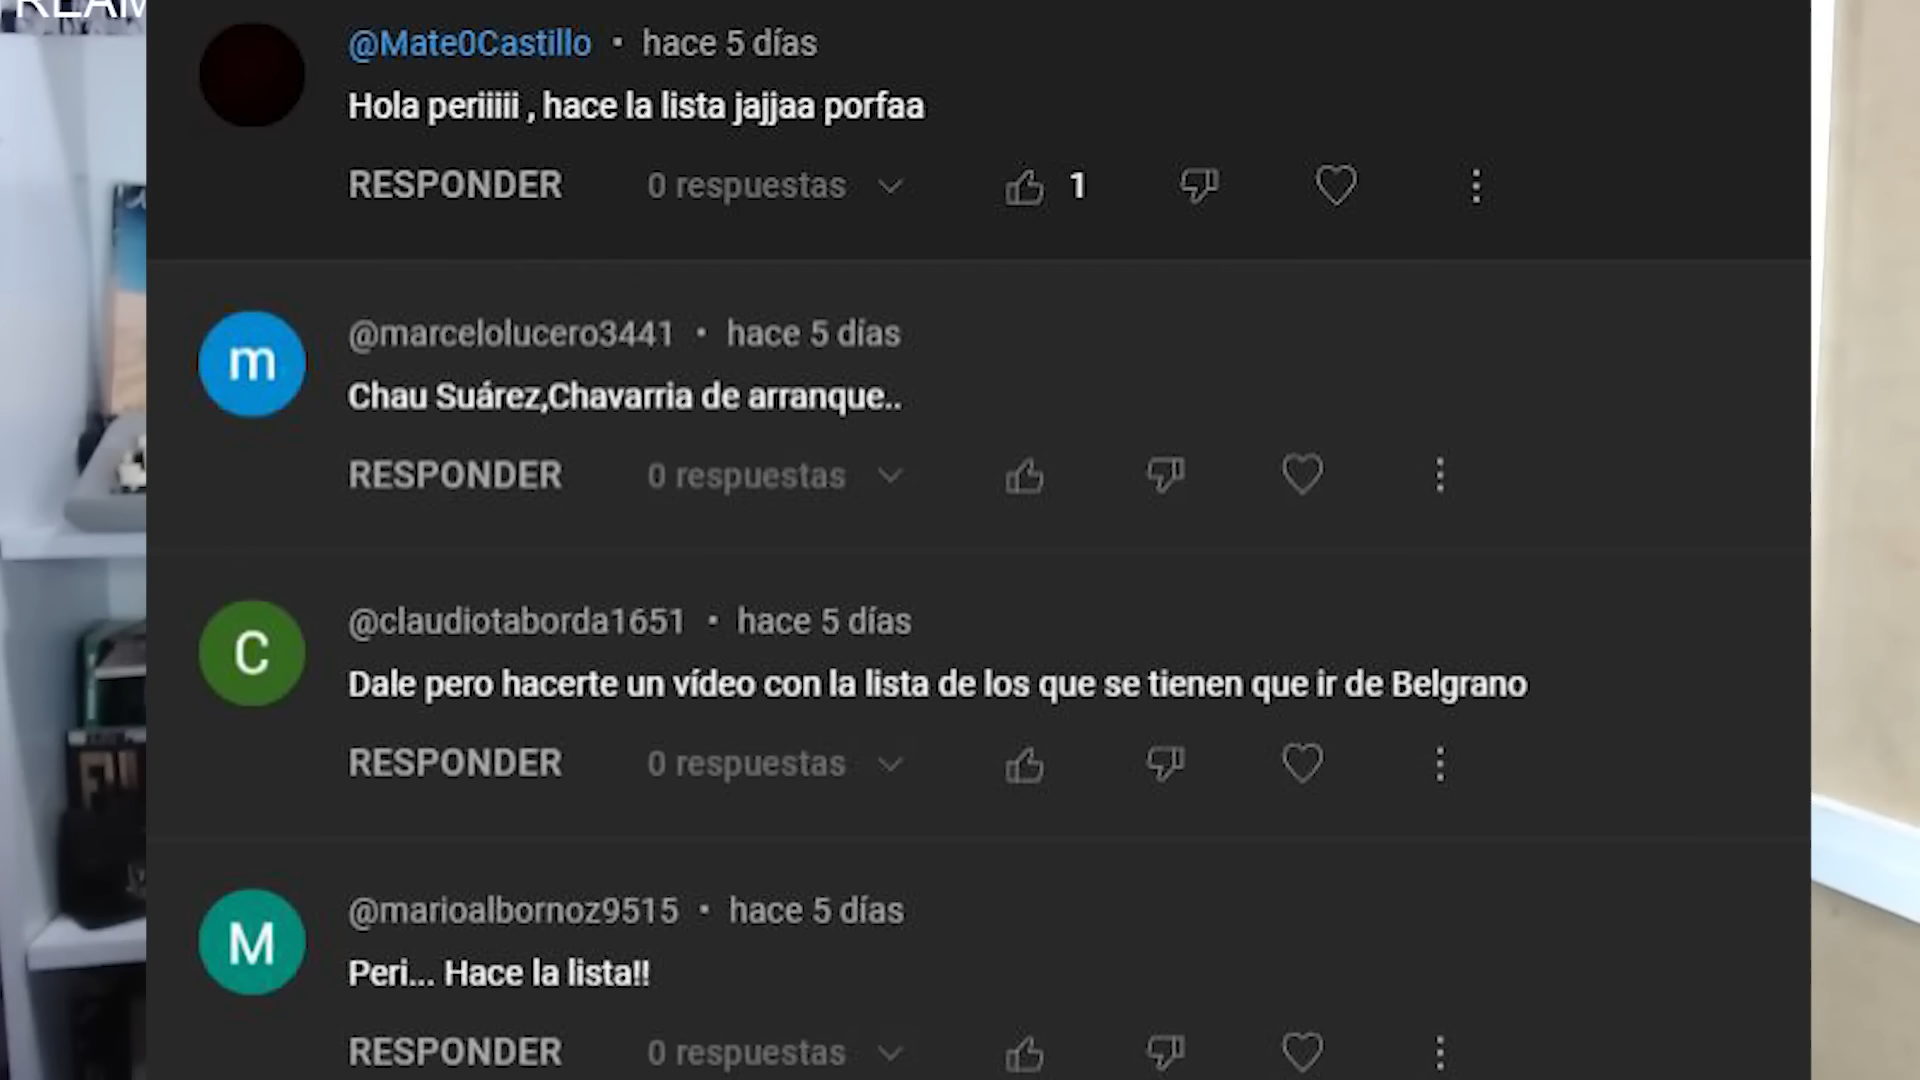 @Mate0Castillo • hace 5 días
Hola periiiii , hace la lista jajjaa porfaa
RESPONDER 0 respuestas 1
m
@marcelolucero3441 • hace 5 días
Chau Suárez,Chavarria de arranque..
RESPONDER 0 respuestas
C
@claudiotaborda1651 • hace 5 días
Dale pero hacerte un vídeo con la lista de los que se tienen que ir de Belgrano
RESPONDER 0 respuestas
M
@marioalbornoz9515 • hace 5 días
Peri... Hace la lista!!
RESPONDER 0 respuestas